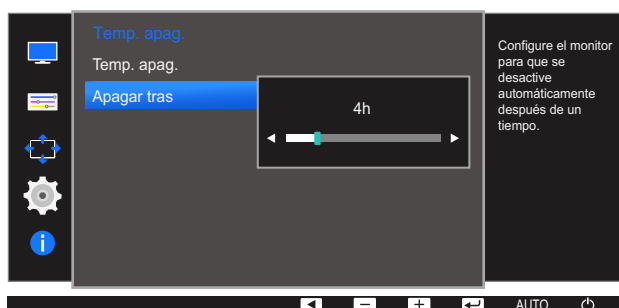 Temp. apag.
Temp. apag.
Apagar tras
4h
Configure el monitor
para que se
desactive
automáticamente
después de un
tiempo.
AUTO